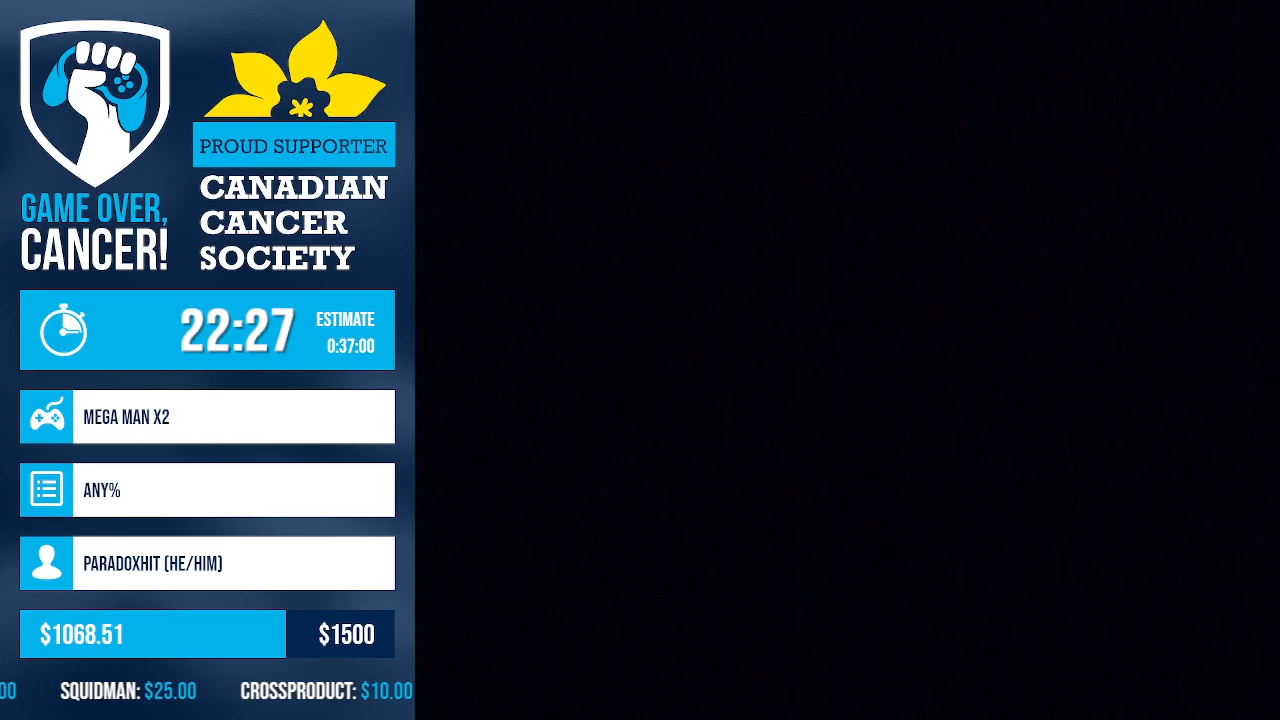 GAME OVER,
CANCER!
PROUD SUPPORTER
CANADIAN
CANCER
SOCIETY
22:27
ESTIMATE
0:37:00
MEGA MAN X2
ANY%
PARADOXHIT (HE/HIM)
$1068.51 $1500
00 SQUIDMAN: $25.00 CROSSPRODUCT: $10.00